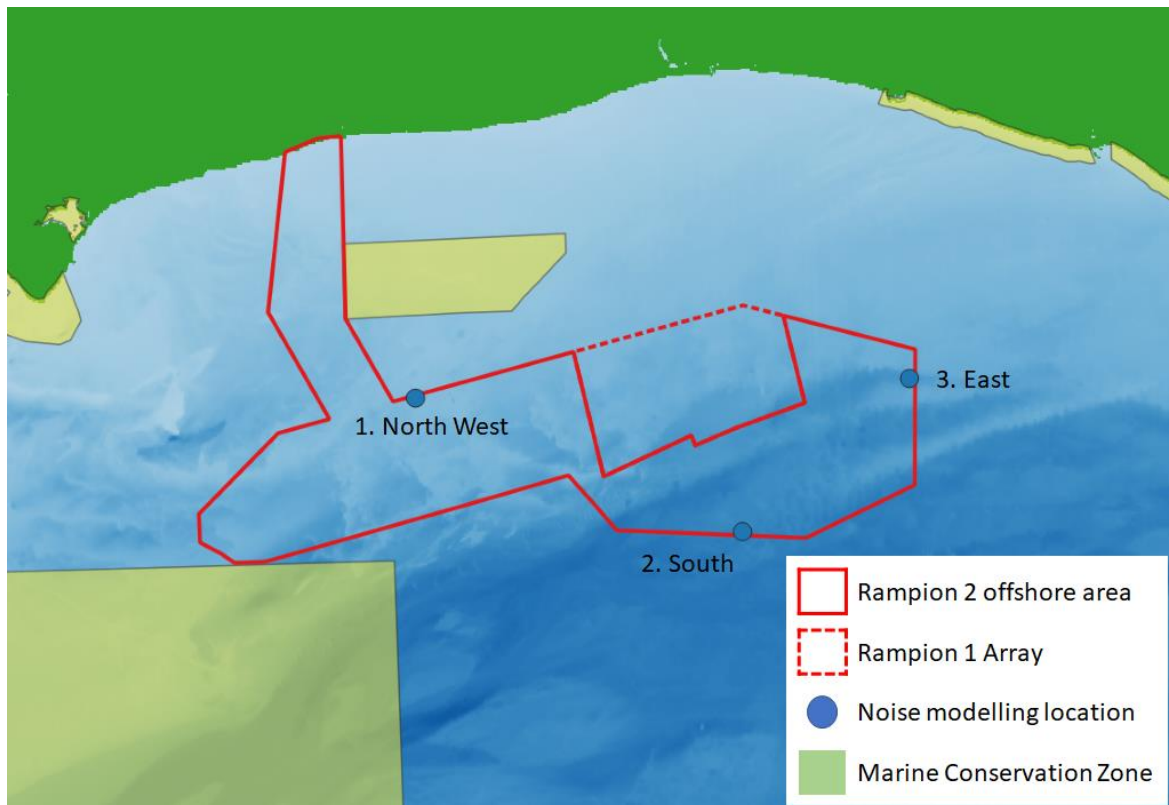 3. East
1. North West
2. South
Rampion 2 offshore area
Rampion 1 Array
Noise modelling location
Marine Conservation Zone